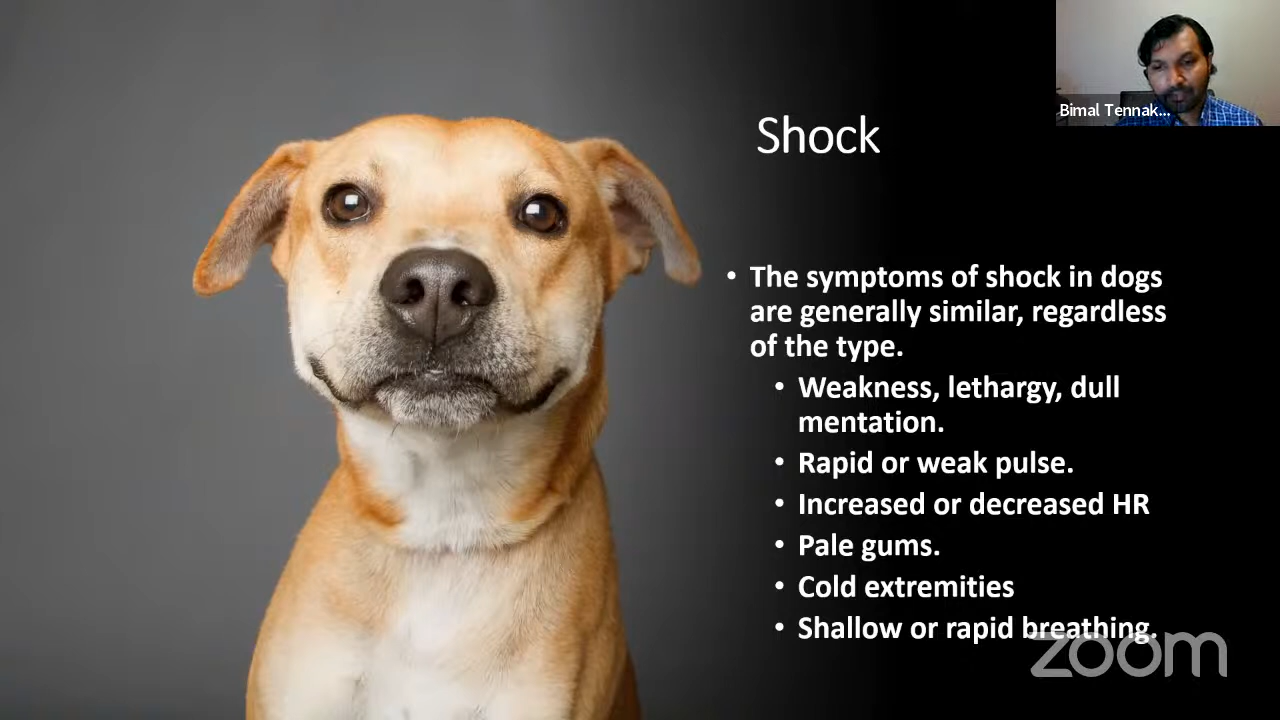 Bimal Tennak...
Shock
• The symptoms of shock in dogs
are generally similar, regardless
of the type.
• Weakness, lethargy, dull
mentation.
• Rapid or weak pulse.
• Increased or decreased HR
• Pale gums.
• Cold extremities
• Shallow or rapid breathing.
zoom